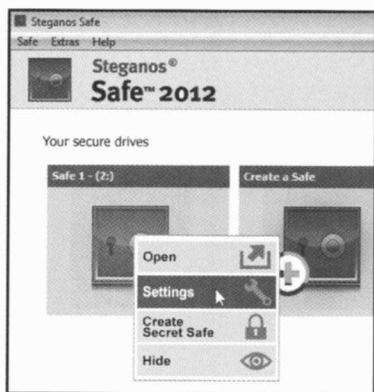 Steganos Safe
Safe Extras Help
Steganos®
Safe™ 2012
Your secure drives
Safe 1 - (Z:)
Create a Safe
Open
Settings
Create
Secret Safe
Hide